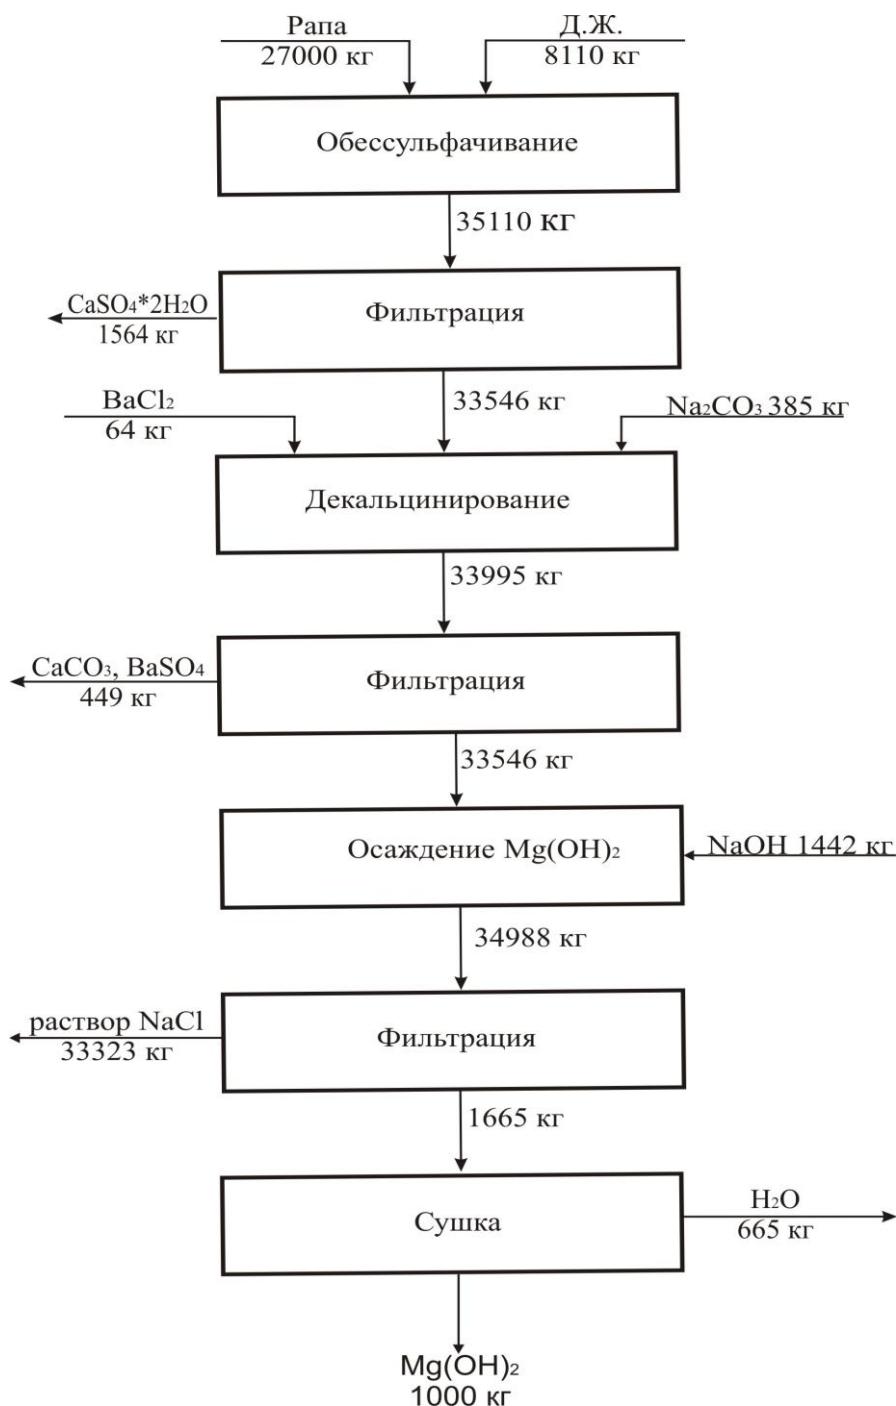 Рапа
27000 кг
Д.Ж.
8110 кг
Обессульфачивание
35110 кг
CaSO₄*2H₂O
1564 кг
Фильтрация
BaCl₂
64 кг
33546 кг
Na₂CO₃ 385 кг
Декальцинирование
33995 кг
CaCO₃, BaSO₄
449 кг
Фильтрация
33546 кг
Осаждение Mg(OH)₂
NaOH 1442 кг
34988 кг
раствор NaCl
33323 кг
Фильтрация
1665 кг
Сушка
H₂O
665 кг
Mg(OH)₂
1000 кг